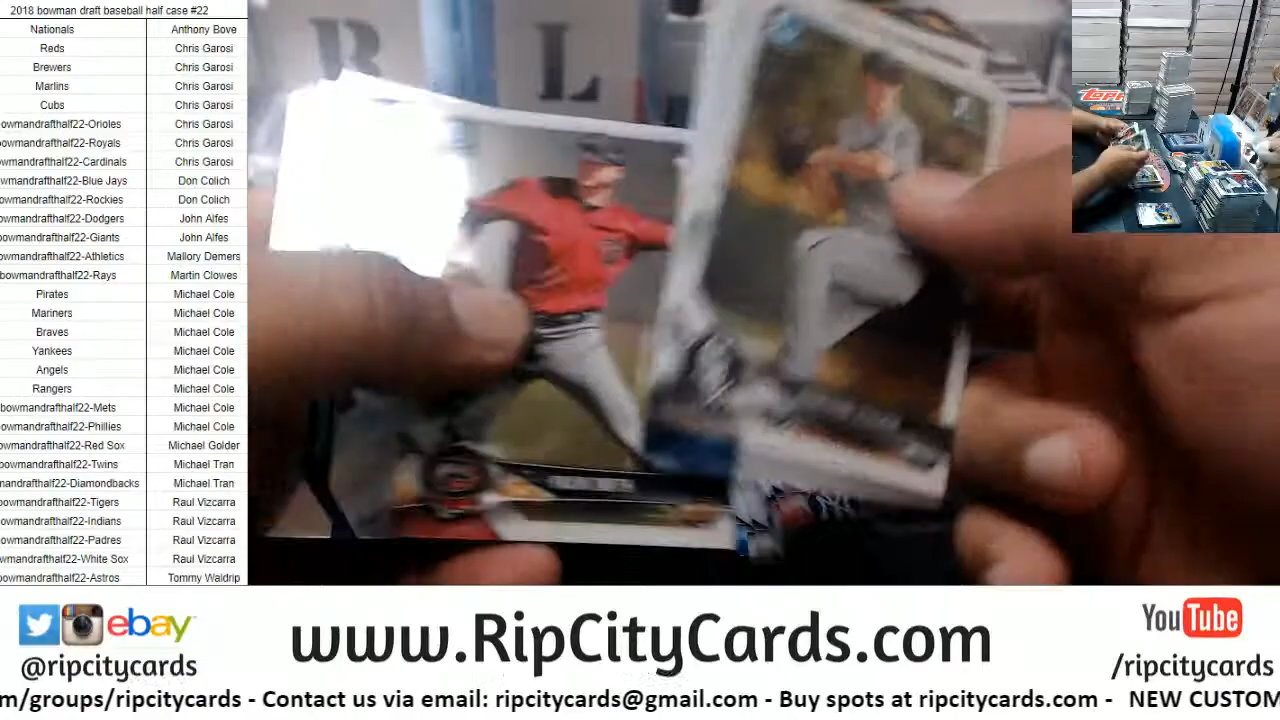 2018 bowman draft baseball half case #22
Nationals Anthony Bove
Reds Chris Garosi
Brewers Chris Garosi
Marlins Chris Garosi
Cubs Chris Garosi
owmandrafthalf22-Orioles Chris Garosi
owmandrafthalf22-Royals Chris Garosi
wmandrafthalf22-Cardinals Chris Garosi
wmandrafthalf22-Blue Jays Don Colich
owmandrafthalf22-Rockies Don Colich
owmandrafthalf22-Dodgers John Alfes
owmandrafthalf22-Giants John Alfes
owmandrafthalf22-Athletics Mallory Demers
bowmandrafthalf22-Rays Martin Clowes
Pirates Michael Cole
Mariners Michael Cole
Braves Michael Cole
Yankees Michael Cole
Angels Michael Cole
Rangers Michael Cole
bowmandrafthalf22-Mets Michael Cole
owmandrafthalf22-Phillies Michael Cole
owmandrafthalf22-Red Sox Michael Golder
bowmandrafthalf22-Twins Michael Tran
mandrafthalf22-Diamondbacks Michael Tran
owmandrafthalf22-Tigers Raul Vizcarra
owmandrafthalf22-Indians Raul Vizcarra
owmandrafthalf22-Padres Raul Vizcarra
wmandrafthalf22-White Sox Raul Vizcarra
owmandrafthalf22-Astros Tommy Waldrip
R L
Topps
ebay
@ripcitycards
www.RipCityCards.com
YouTube
/ripcitycards
m/groups/ripcitycards - Contact us via email: ripcitycards@gmail.com - Buy spots at ripcitycards.com - NEW CUSTOM